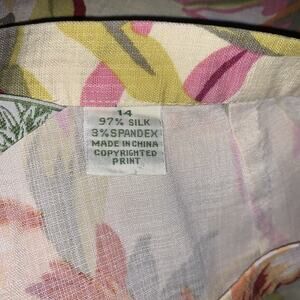 14
97% SILK
3% SPANDEX
MADE IN CHINA
COPYRIGHTED
PRINT